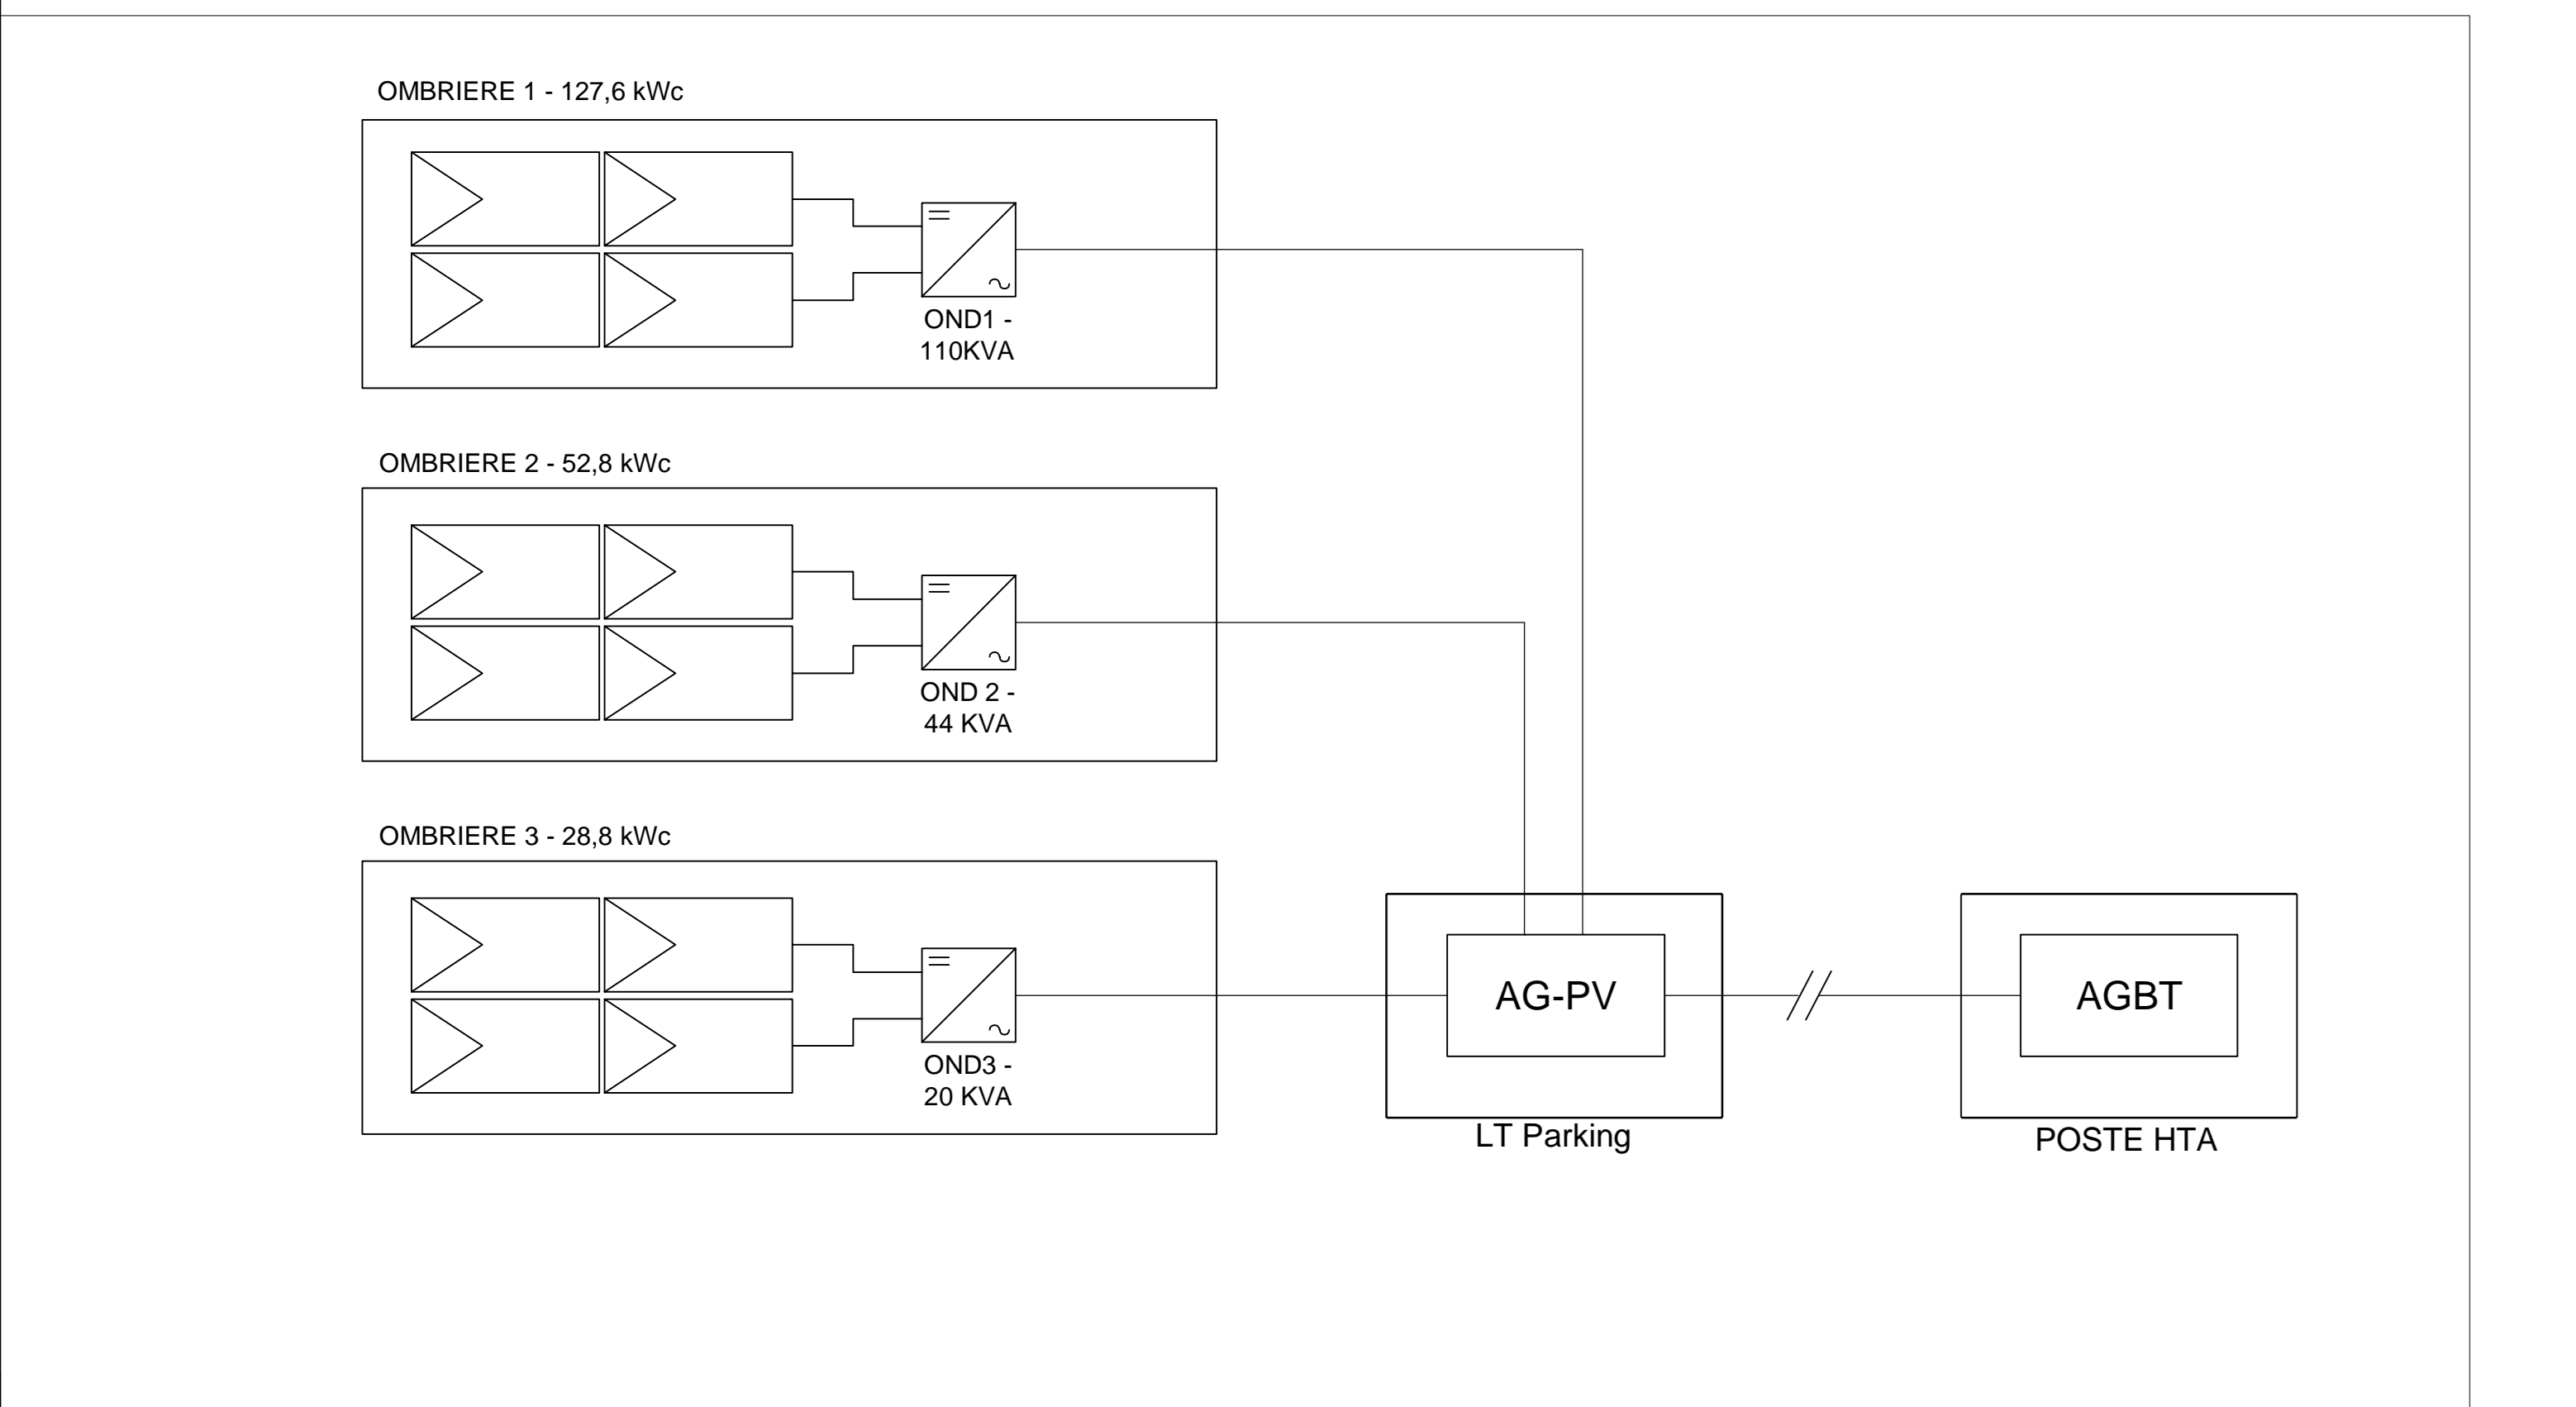 OMBRIERE 1 - 127,6 kWc
OND1 -
110KVA
OMBRIERE 2 - 52,8 kWc
OND 2 -
44 KVA
OMBRIERE 3 - 28,8 kWc
OND3 -
20 KVA
AG-PV
LT Parking
AGBT
POSTE HTA